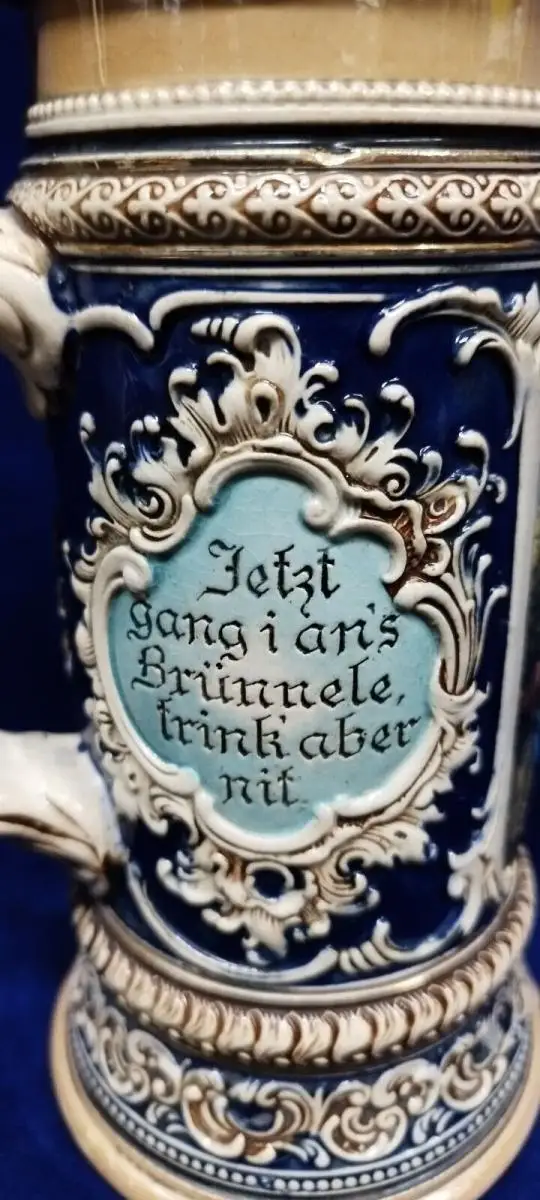 Jetzt
gang i an's
Brünnele,
trink' aber
nit.